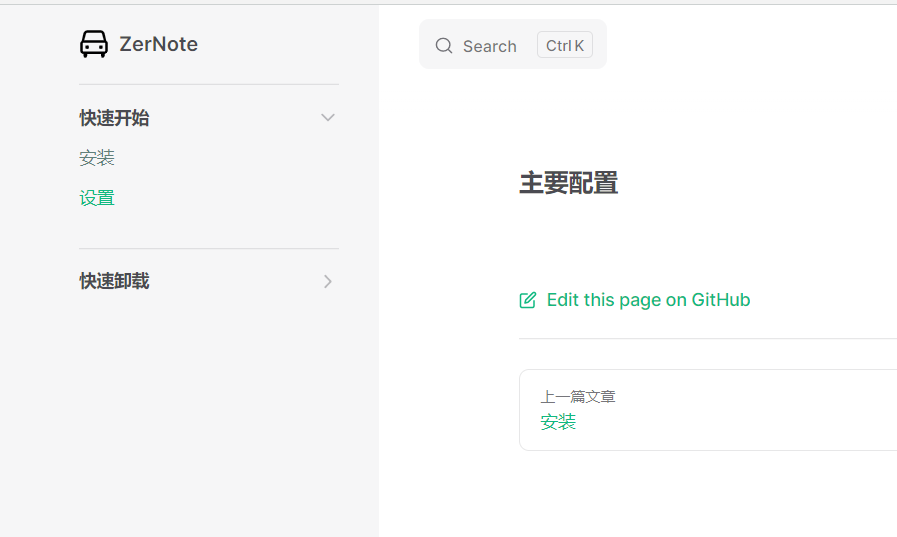 ZerNote
快速开始
安装
设置
快速卸载
Search Ctrl K
主要配置
Edit this page on GitHub
上一篇文章
安装